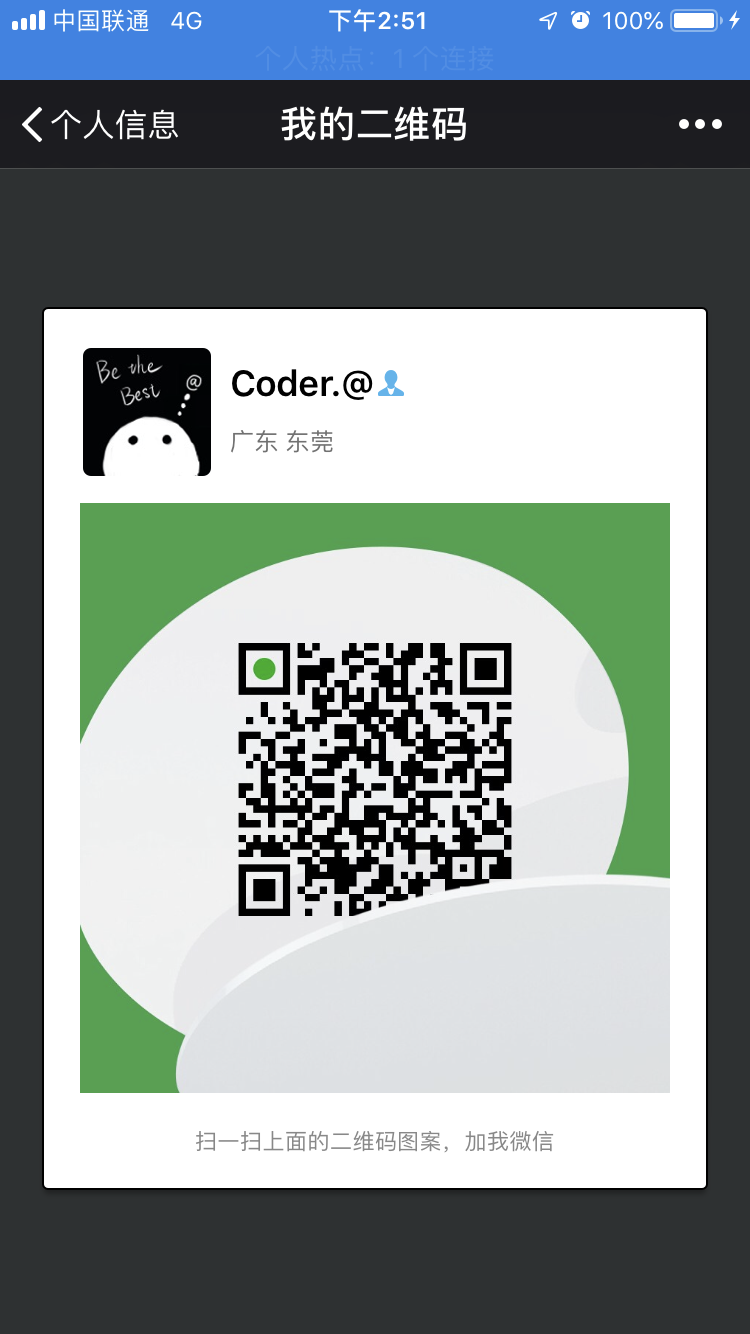 中国联通 4G 下午2:51 100%
个人热点：1个连接
个人信息 我的二维码
Be the
Best
@
Coder.@👤
广东 东莞
扫一扫上面的二维码图案，加我微信